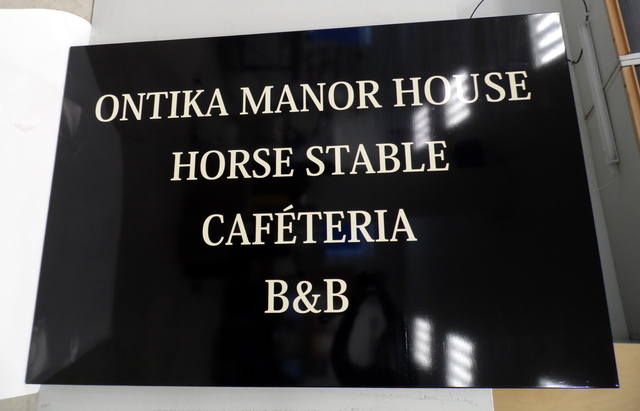 ONTIKA MANOR HOUSE
HORSE STABLE
CAFÉTERIA
B&B